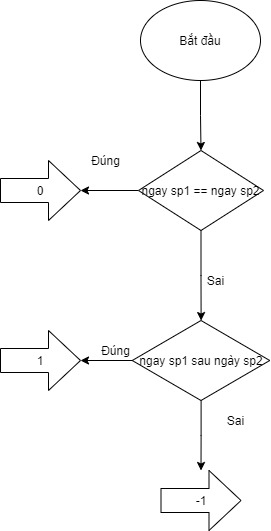 Bắt đầu
Đúng
0
ngay sp1 == ngay sp2
Sai
Đúng
1
ngay sp1 sau ngày sp2
Sai
-1